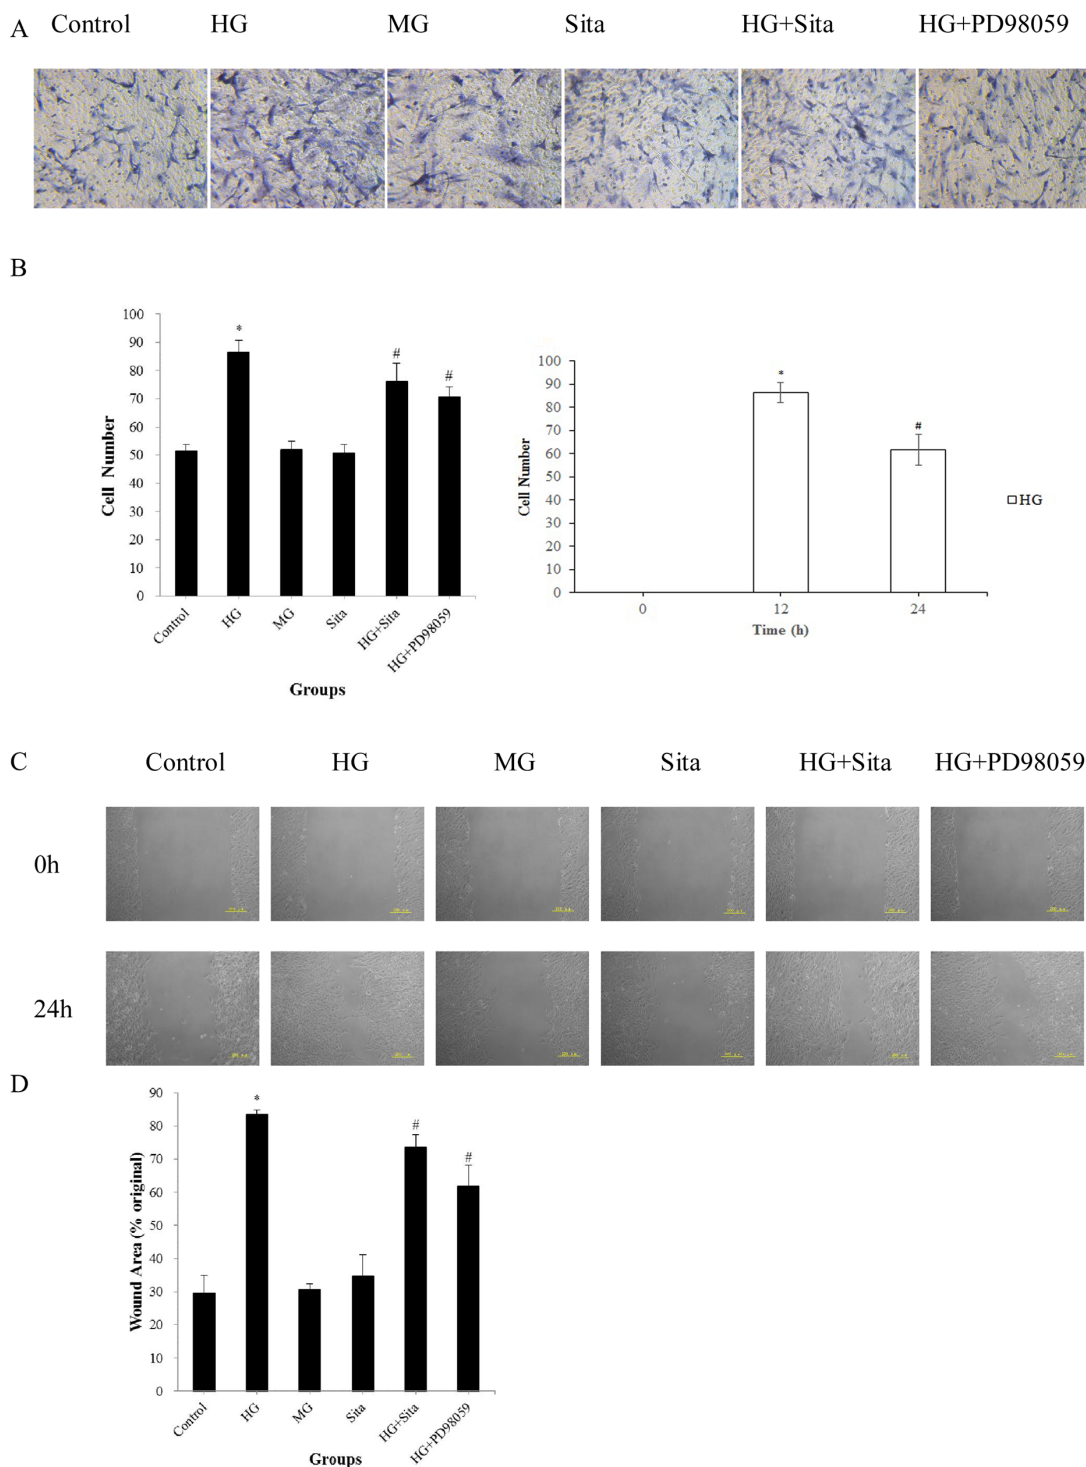 A Control HG MG Sita HG+Sita HG+PD98059
B
100
90
80
70
60
50
40
30
20
10
0
Cell Number
*
#
#
Control HG MG Sita HG+Sita HG+PD98059
Groups
100
90
80
70
60
50
40
30
20
10
0
Cell Number
*
#
0 12 24
Time (h)
HG
C Control HG MG Sita HG+Sita HG+PD98059
0h
24h
D
90
80
70
60
50
40
30
20
10
0
Wound Area (% original)
*
#
#
Control HG MG Sita HG+Sita HG+PD98059
Groups